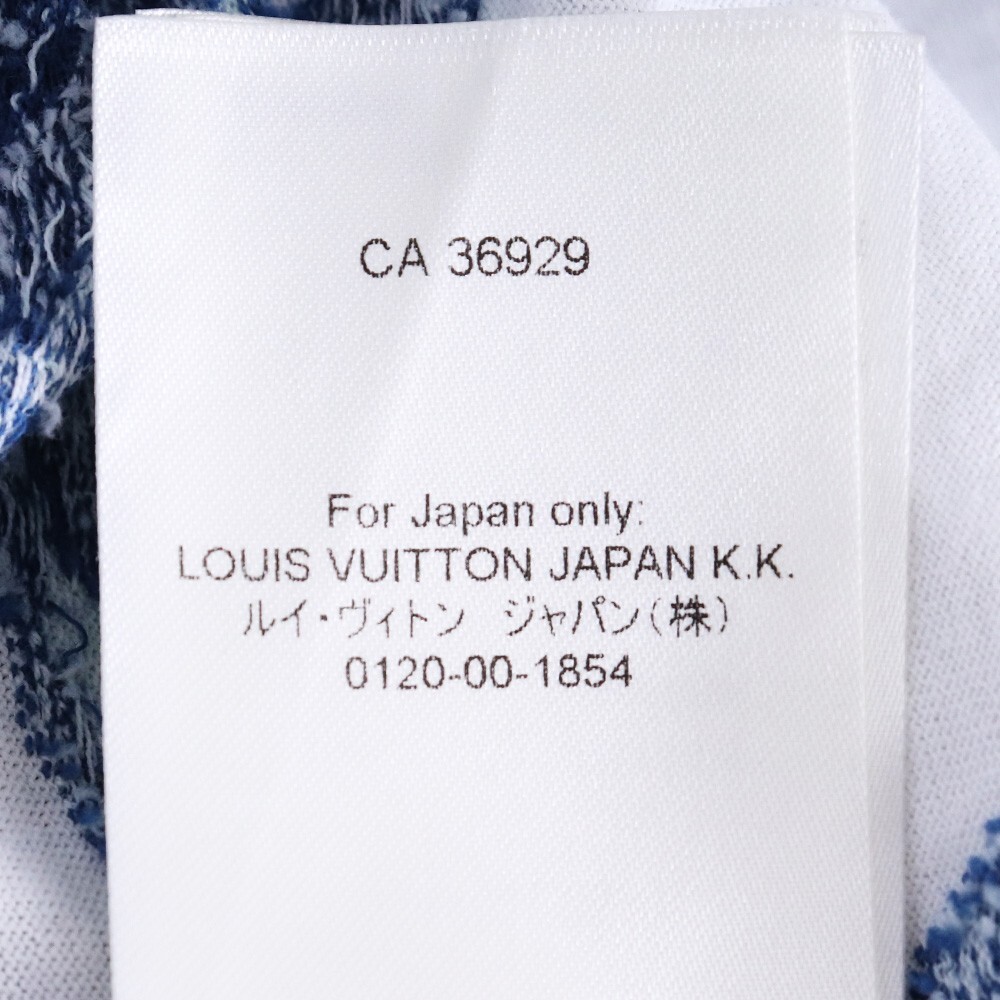 CA 36929
For Japan only:
LOUIS VUITTON JAPAN K.K.
ルイ・ヴィトン　ジャパン(株)
0120-00-1854